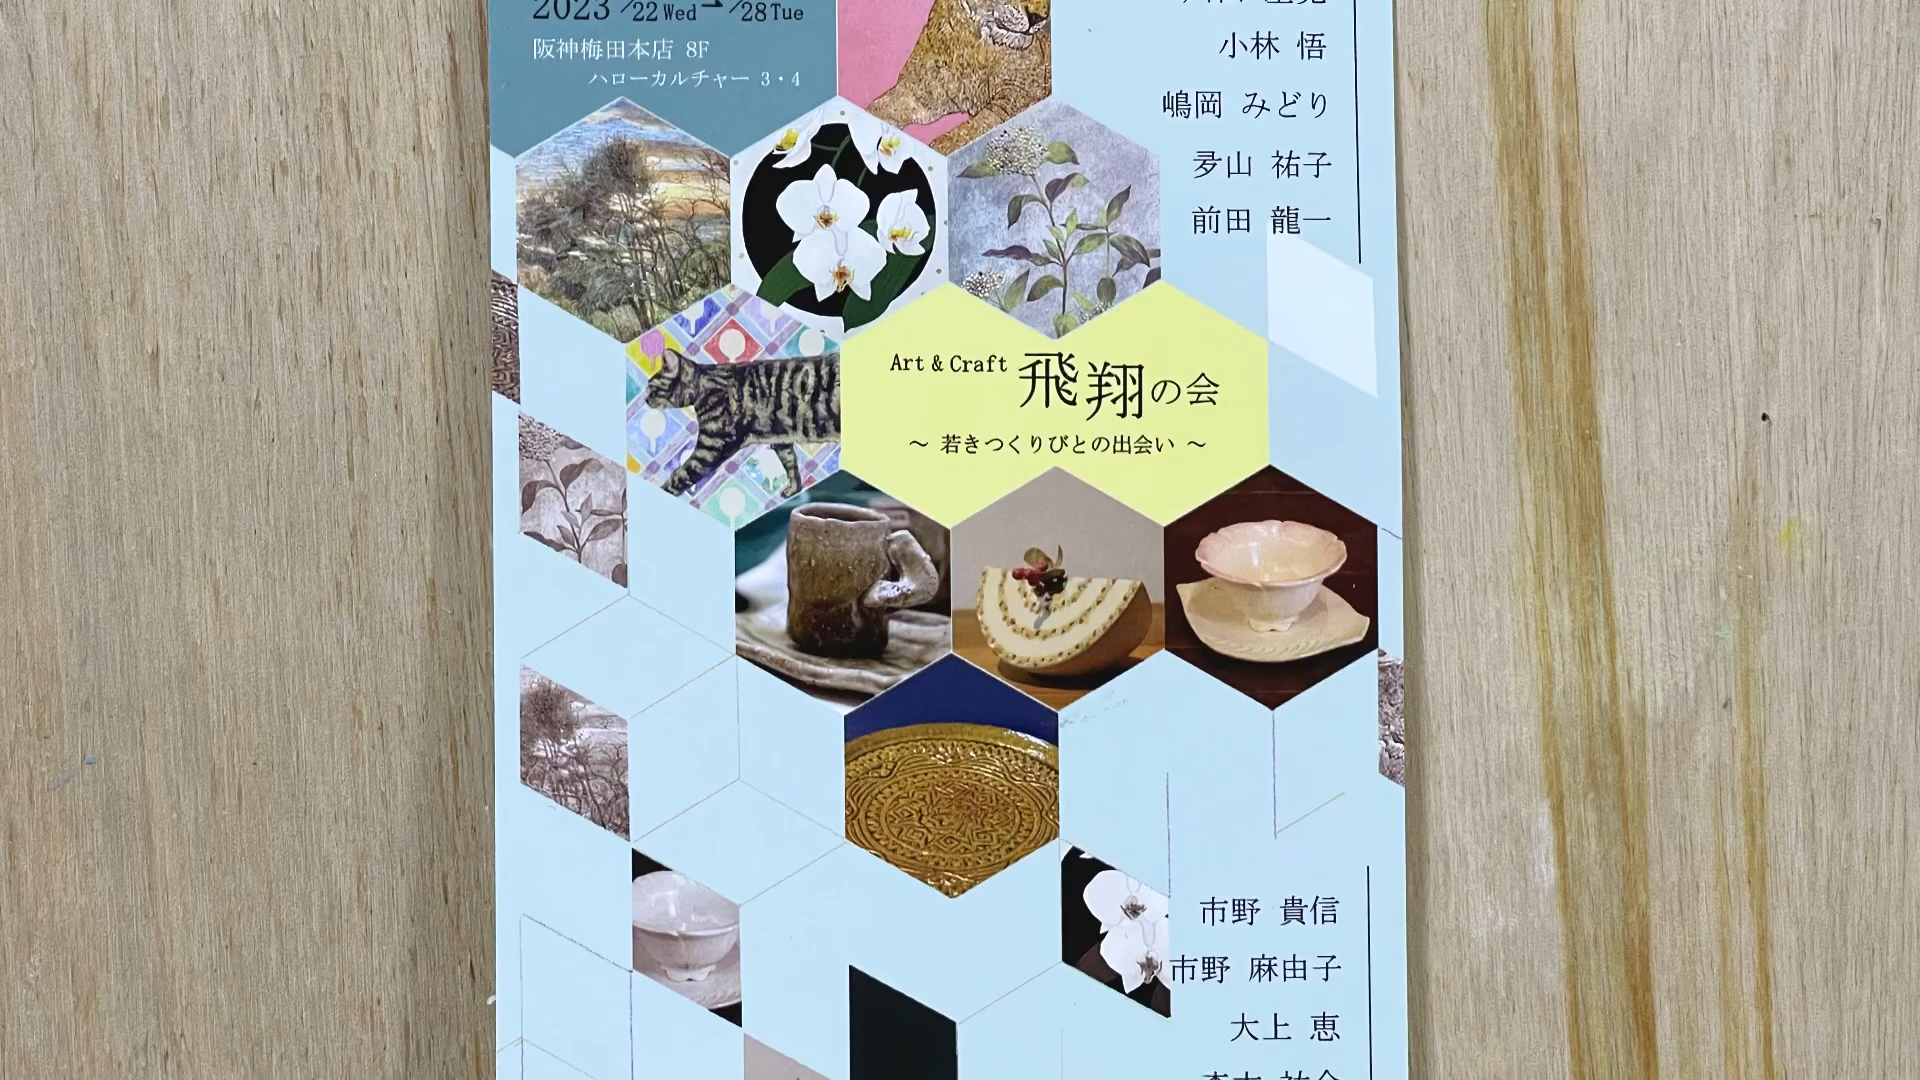 2023 /22 Wed → /28 Tue
阪神梅田本店 8F
ハローカルチャー 3・4
小林 悟
嶋岡 みどり
夛山 祐子
前田 龍一
Art & Craft 飛翔の会
～ 若きつくりびとの出会い ～
市野 貴信
市野 麻由子
大上 恵